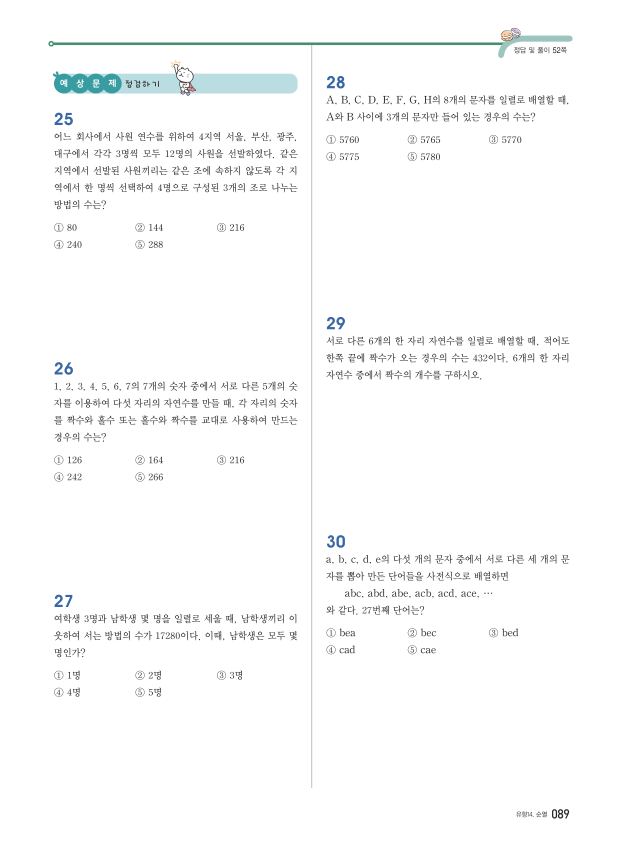 정답 및 풀이 52쪽
예상문제 점검하기
25
어느 회사에서 사원 연수를 위하여 4지역 서울, 부산, 광주,
대구에서 각각 3명씩 모두 12명의 사원을 선발하였다. 같은
지역에서 선발된 사원끼리는 같은 조에 속하지 않도록 각 지
역에서 한 명씩 선택하여 4명으로 구성된 3개의 조로 나누는
방법의 수는?
① 80 ② 144 ③ 216
④ 240 ⑤ 288
26
1, 2, 3, 4, 5, 6, 7의 7개의 숫자 중에서 서로 다른 5개의 숫
자를 이용하여 다섯 자리의 자연수를 만들 때, 각 자리의 숫자
를 짝수와 홀수 또는 홀수와 짝수를 교대로 사용하여 만드는
경우의 수는?
① 126 ② 164 ③ 216
④ 242 ⑤ 266
27
여학생 3명과 남학생 몇 명을 일렬로 세울 때, 남학생끼리 이
웃하여 서는 방법의 수가 17280이다. 이때, 남학생은 모두 몇
명인가?
① 1명 ② 2명 ③ 3명
④ 4명 ⑤ 5명
28
A, B, C, D, E, F, G, H의 8개의 문자를 일렬로 배열할 때,
A와 B 사이에 3개의 문자만 들어 있는 경우의 수는?
① 5760 ② 5765 ③ 5770
④ 5775 ⑤ 5780
29
서로 다른 6개의 한 자리 자연수를 일렬로 배열할 때, 적어도
한쪽 끝에 짝수가 오는 경우의 수는 432이다. 6개의 한 자리
자연수 중에서 짝수의 개수를 구하시오.
30
a, b, c, d, e의 다섯 개의 문자 중에서 서로 다른 세 개의 문
자를 뽑아 만든 단어들을 사전식으로 배열하면
abc, abd, abe, acb, acd, ace, ⋯
와 같다. 27번째 단어는?
① bea ② bec ③ bed
④ cad ⑤ cae
유형14. 순열 089